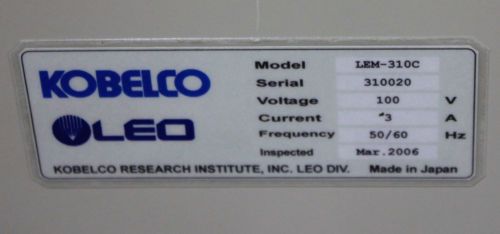 KOBELCO
LEO
Model LEM-310C
Serial 310020
Voltage 100 V
Current 3 A
Frequency 50/60 Hz
Inspected Mar.2006
KOBELCO RESEARCH INSTITUTE, INC. LEO DIV. Made in Japan